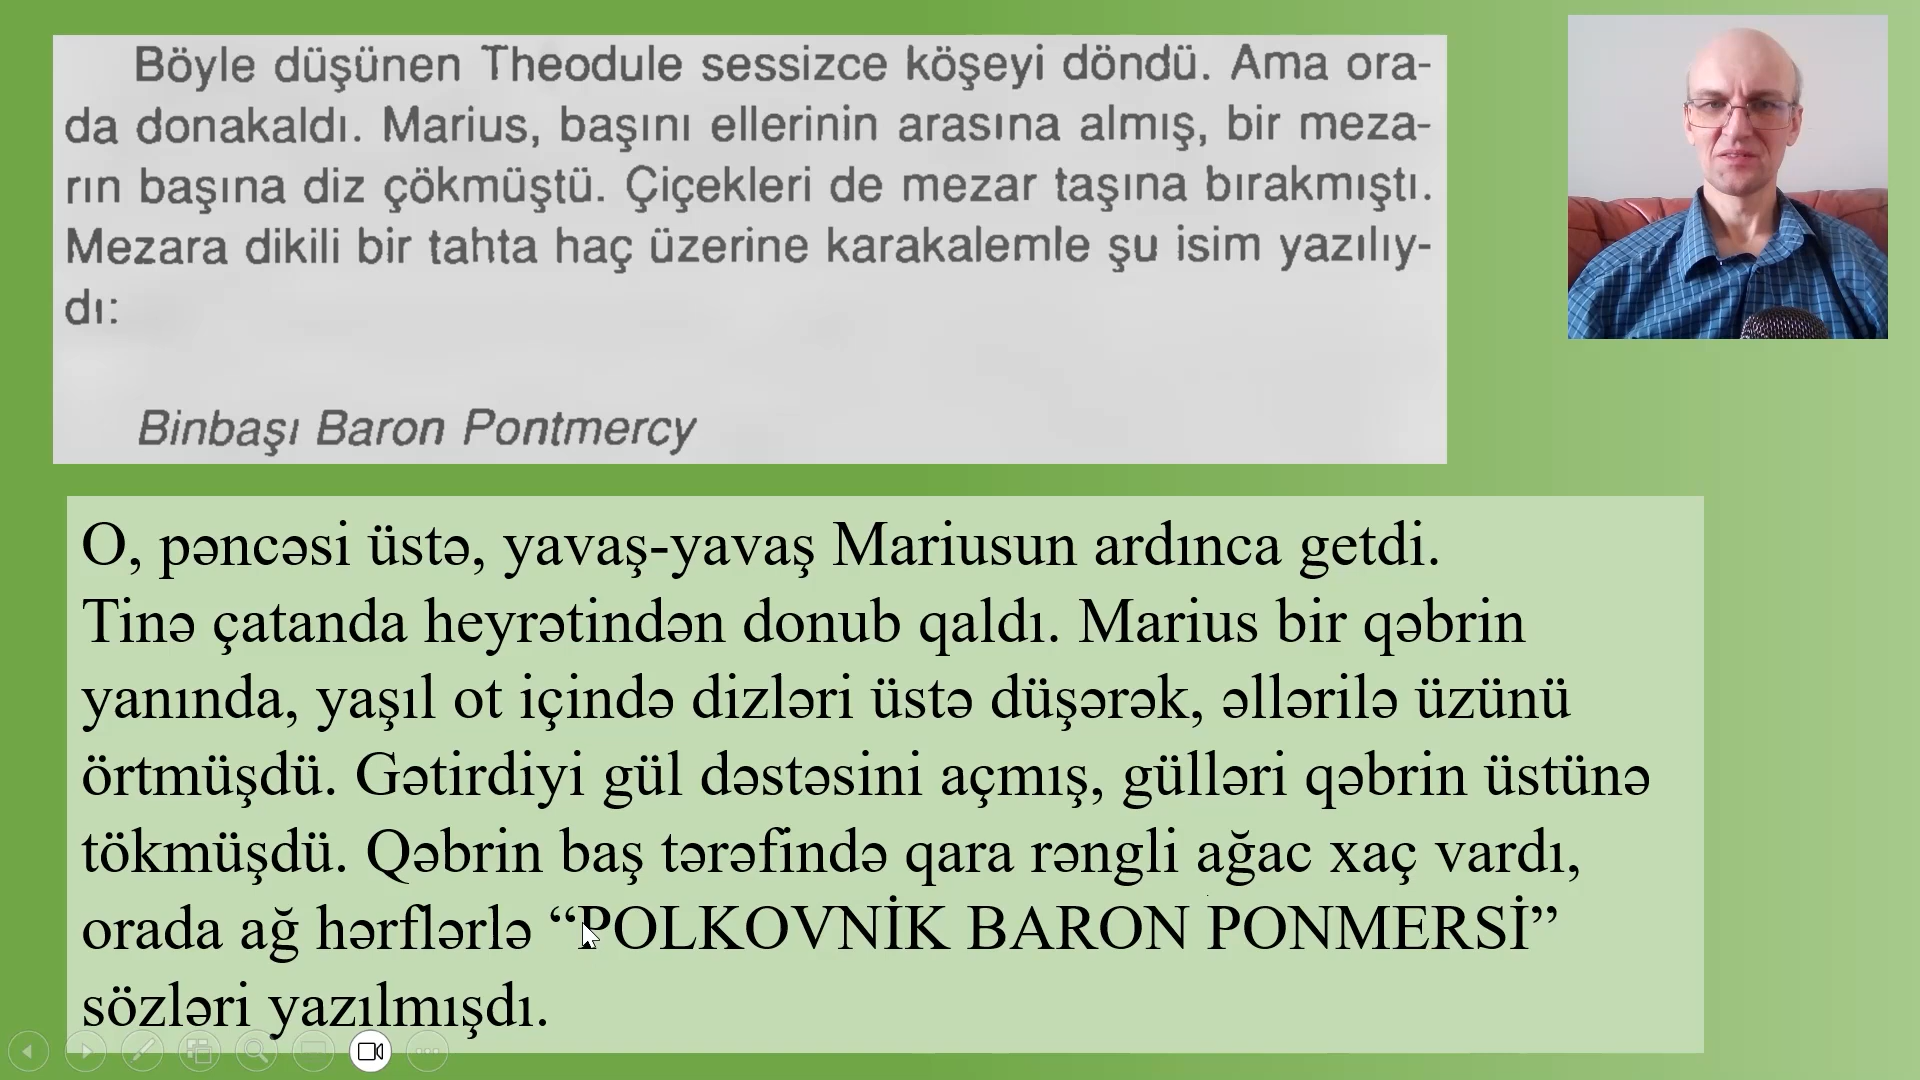 Böyle düşünen Theodule sessizce köşeyi döndü. Ama ora-
da donakaldı. Marius, başını ellerinin arasına almış, bir meza-
rın başına diz çökmüştü. Çiçekleri de mezar taşına bırakmıştı.
Mezara dikili bir tahta haç üzerine karakalemle şu isim yazılıy-
dı:
Binbaşı Baron Pontmercy
O, pəncəsi üstə, yavaş-yavaş Mariusun ardınca getdi.
Tinə çatanda heyrətindən donub qaldı. Marius bir qəbrin
yanında, yaşıl ot içində dizləri üstə düşərək, əllərilə üzünü
örtmüşdü. Gətirdiyi gül dəstəsini açmış, gülləri qəbrin üstünə
tökmüşdü. Qəbrin baş tərəfində qara rəngli ağac xaç vardı,
orada ağ hərflərlə “POLKOVNİK BARON PONMERSİ”
sözləri yazılmışdı.